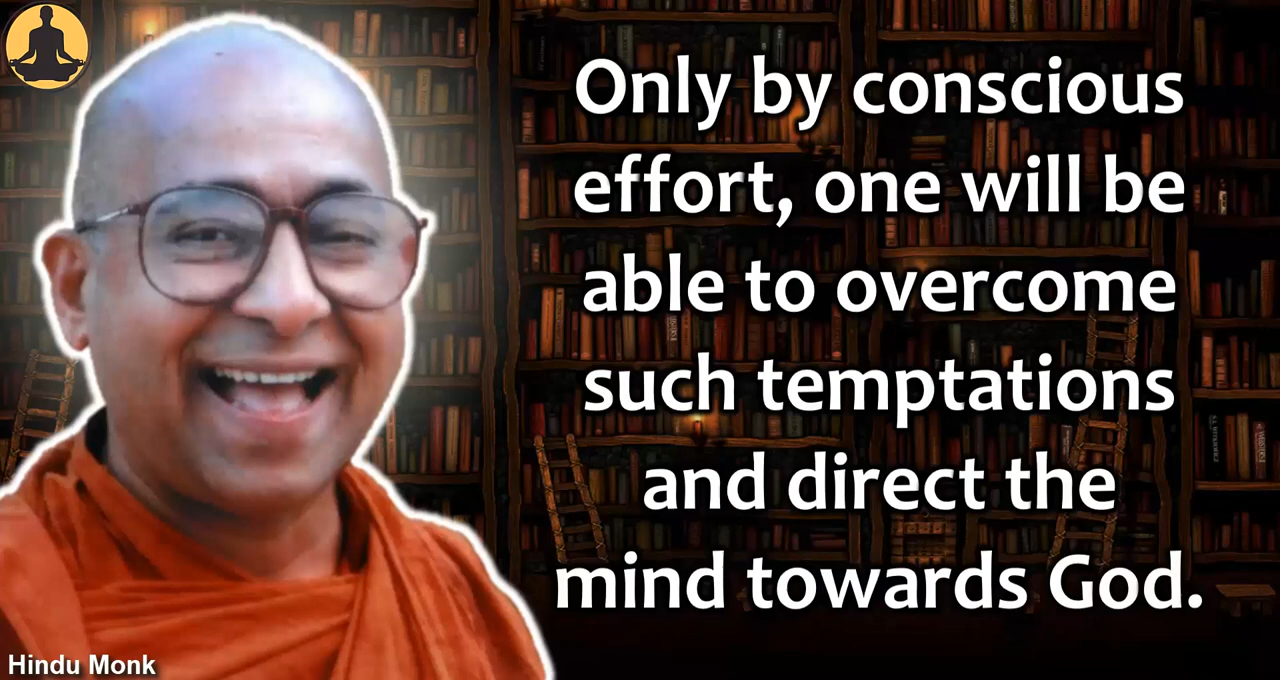 Only by conscious
effort, one will be
able to overcome
such temptations
and direct the
mind towards God.
Hindu Monk